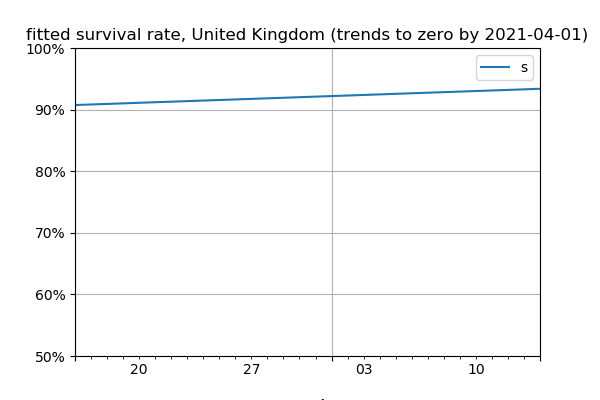 fitted survival rate, United Kingdom (trends to zero by 2021-04-01)
100%
90%
80%
70%
60%
50%
s
20 27 03 10